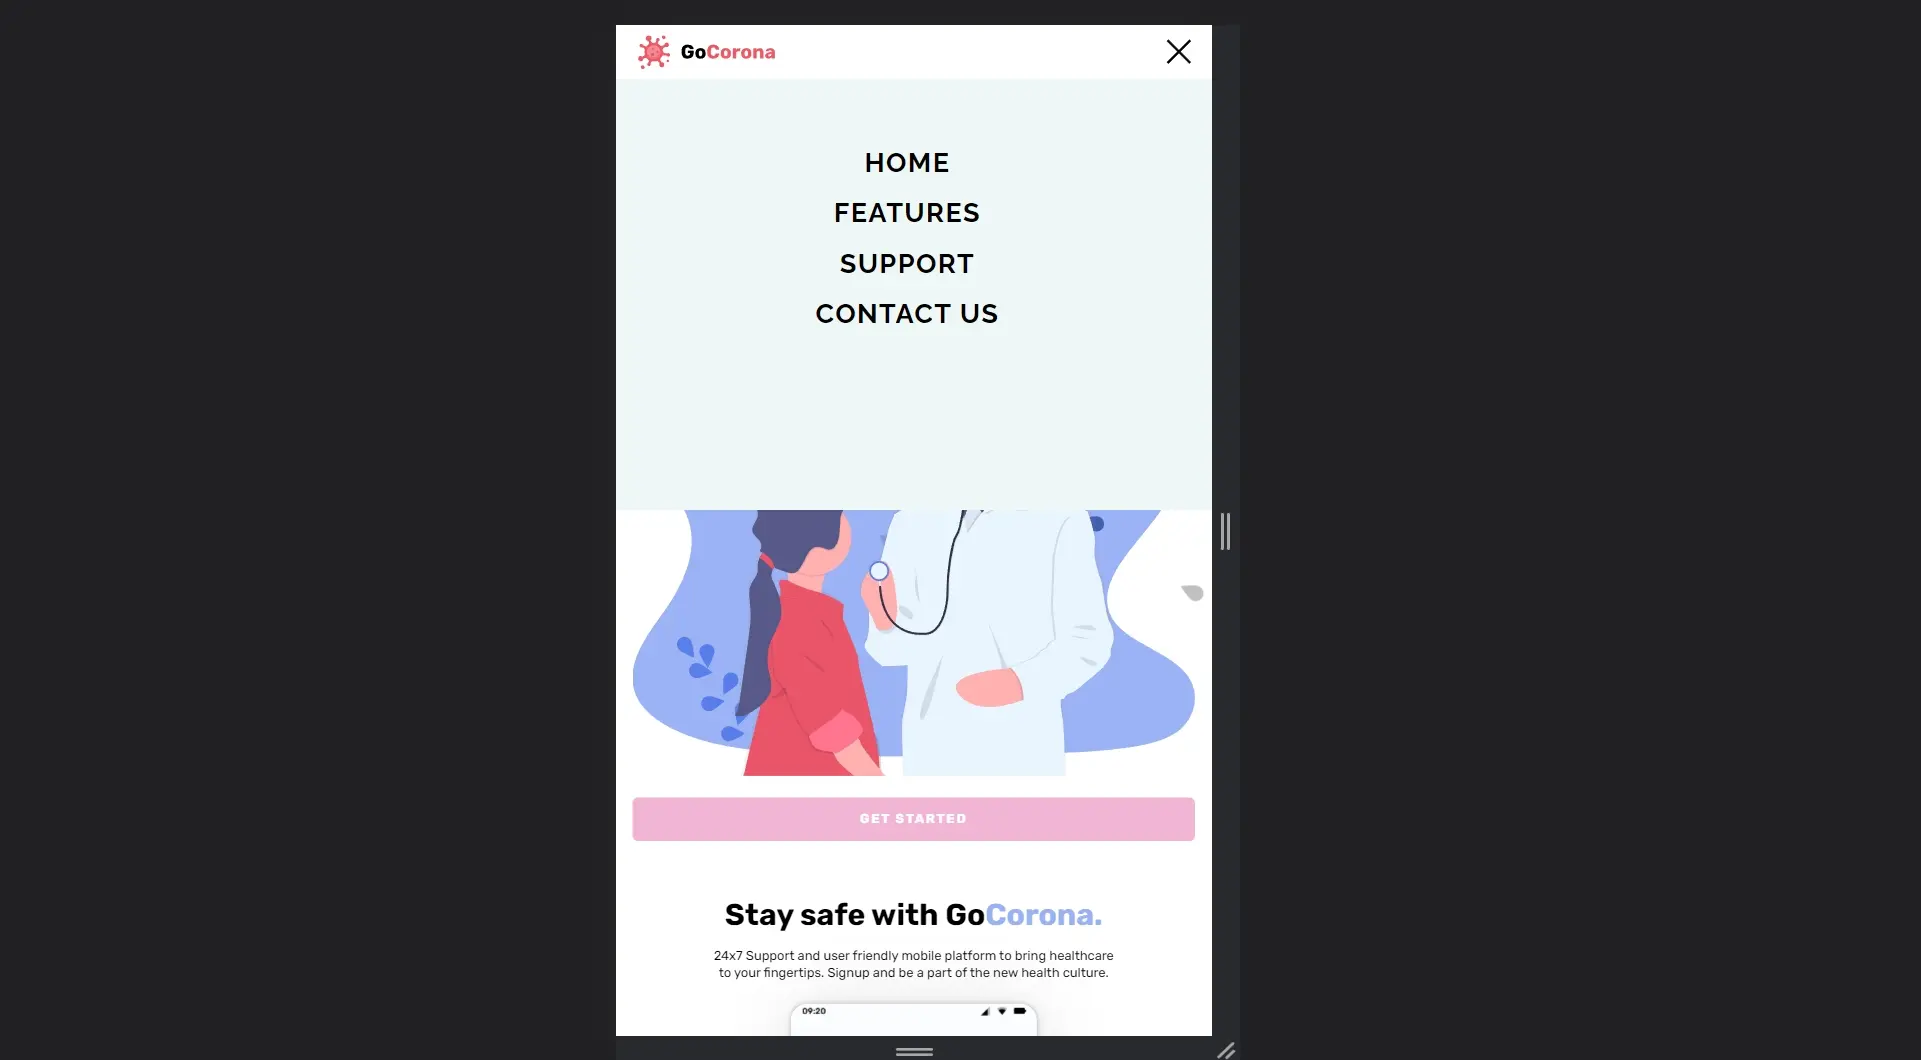 GoCorona
HOME
FEATURES
SUPPORT
CONTACT US
GET STARTED
Stay safe with GoCorona.
24x7 Support and user friendly mobile platform to bring healthcare
to your fingertips. Signup and be a part of the new health culture.
09:20